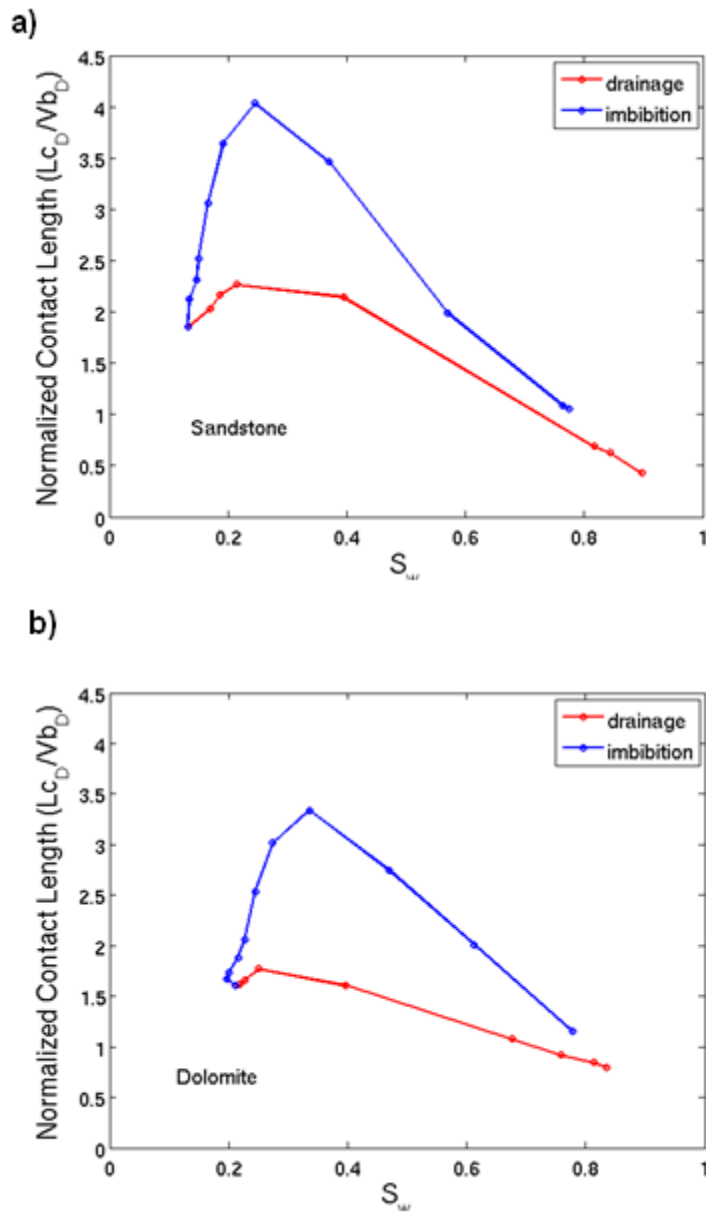 a)
4.5
4
3.5
3
2.5
2
1.5
1
0.5
0
Normalized Contact Length (Lc_D/Vb_D)
drainage
imbibition
Sandstone
0 0.2 0.4 0.6 0.8 1
S_w
b)
4.5
4
3.5
3
2.5
2
1.5
1
0.5
0
Normalized Contact Length (Lc_D/Vb_D)
drainage
imbibition
Dolomite
0 0.2 0.4 0.6 0.8 1
S_w